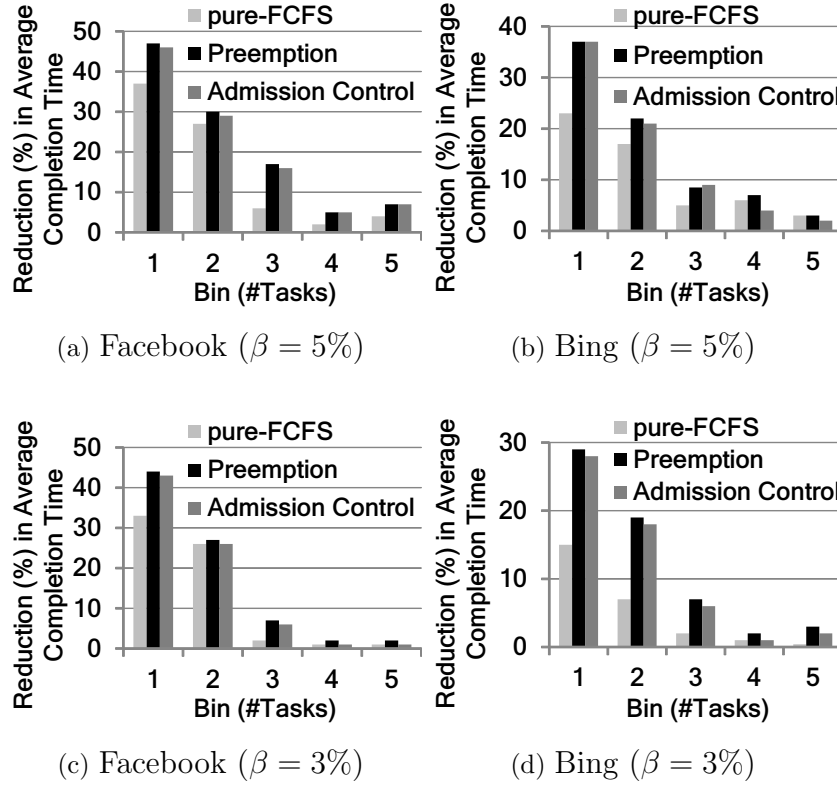 Reduction (%) in Average
Completion Time
50
40
30
20
10
0
pure-FCFS
Preemption
Admission Control
1 2 3 4 5
Bin (#Tasks)
(a) Facebook (β = 5%)
Reduction (%) in Average
Completion Time
40
30
20
10
0
pure-FCFS
Preemption
Admission Control
1 2 3 4 5
Bin (#Tasks)
(b) Bing (β = 5%)
Reduction (%) in Average
Completion Time
50
40
30
20
10
0
pure-FCFS
Preemption
Admission Control
1 2 3 4 5
Bin (#Tasks)
(c) Facebook (β = 3%)
Reduction (%) in Average
Completion Time
30
20
10
0
pure-FCFS
Preemption
Admission Control
1 2 3 4 5
Bin (#Tasks)
(d) Bing (β = 3%)